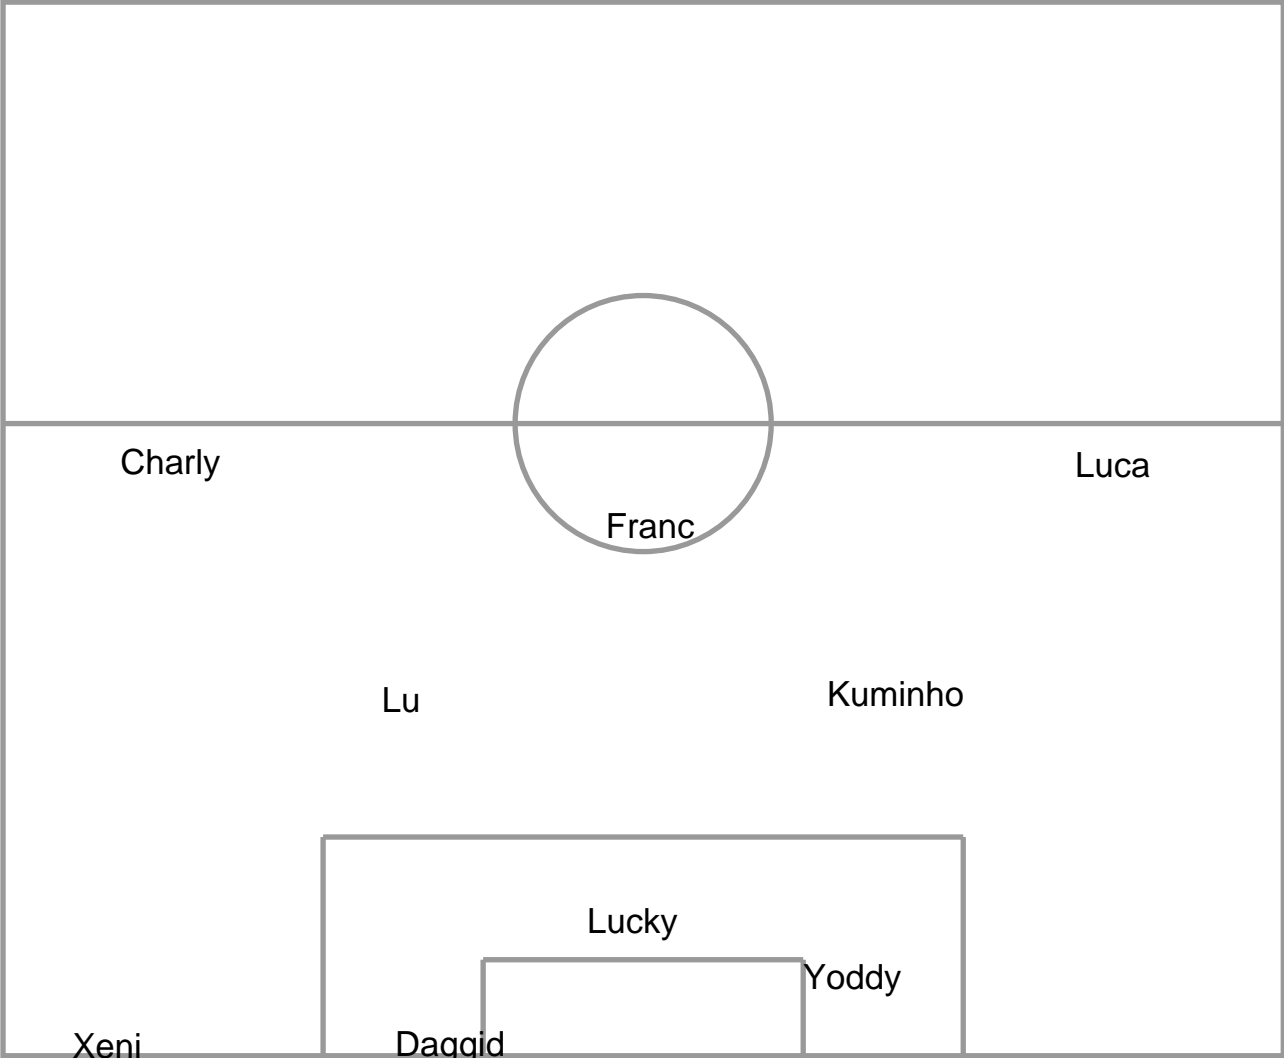 Charly
Luca
Franc
Lu
Kuminho
Lucky
Yoddy
Xeni
Daggid